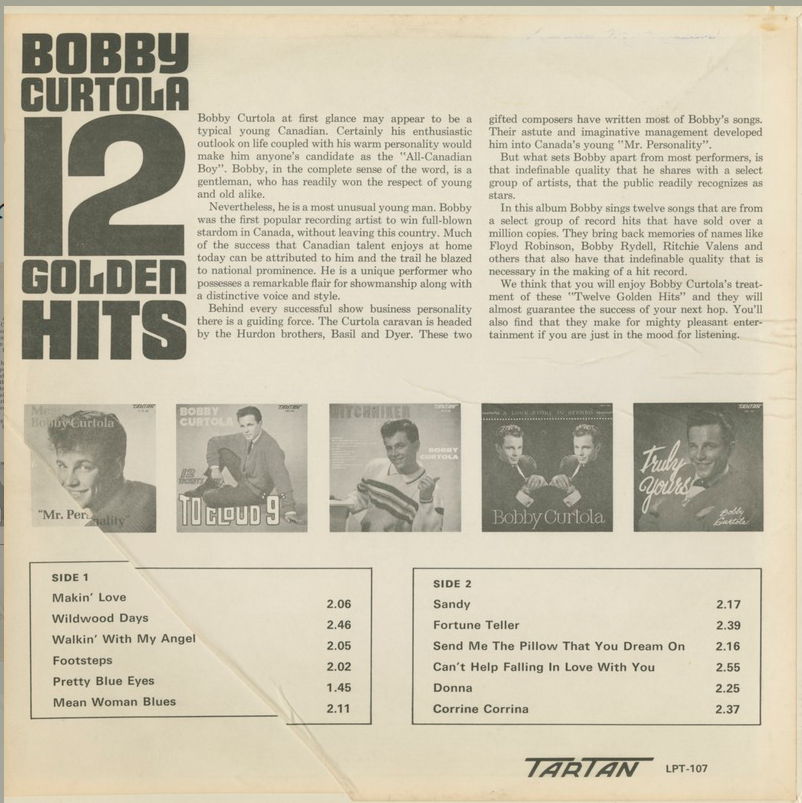 BOBBY
CURTOLA
12
GOLDEN
HITS
Bobby Curtola at first glance may appear to be a
typical young Canadian. Certainly his enthusiastic
outlook on life coupled with his warm personality would
make him anyone's candidate as the "All-Canadian
Boy". Bobby, in the complete sense of the word, is a
gentleman, who has readily won the respect of young
and old alike.
Nevertheless, he is a most unusual young man. Bobby
was the first popular recording artist to win full-blown
stardom in Canada, without leaving this country. Much
of the success that Canadian talent enjoys at home
today can be attributed to him and the trail he blazed
to national prominence. He is a unique performer who
possesses a remarkable flair for showmanship along with
a distinctive voice and style.
Behind every successful show business personality
there is a guiding force. The Curtola caravan is headed
by the Hurdon brothers, Basil and Dyer. These two
gifted composers have written most of Bobby's songs.
Their astute and imaginative management developed
him into Canada's young "Mr. Personality".
But what sets Bobby apart from most performers, is
that indefinable quality that he shares with a select
group of artists, that the public readily recognizes as
stars.
In this album Bobby sings twelve songs that are from
a select group of record hits that have sold over a
million copies. They bring back memories of names like
Floyd Robinson, Bobby Rydell, Ritchie Valens and
others that also have that indefinable quality that is
necessary in the making of a hit record.
We think that you will enjoy Bobby Curtola's treat-
ment of these "Twelve Golden Hits" and they will
almost guarantee the success of your next hop. You'll
also find that they make for mighty pleasant enter-
tainment if you are just in the mood for listening.
Bobby Curtola
"Mr. Per nality"
TARTAN
BOBBY
CURTOLA
TARTAN
TO CLOUD 9
HITCHHIKER
TARTAN
BOBBY
CURTOLA
Bobby Curtola
TARTAN
Truly
Yours
Bobby
Curtola
SIDE 1
Makin' Love 2.06
Wildwood Days 2.46
Walkin' With My Angel 2.05
Footsteps 2.02
Pretty Blue Eyes 1.45
Mean Woman Blues 2.11
SIDE 2
Sandy 2.17
Fortune Teller 2.39
Send Me The Pillow That You Dream On 2.16
Can't Help Falling In Love With You 2.55
Donna 2.25
Corrine Corrina 2.37
TARTAN LPT-107